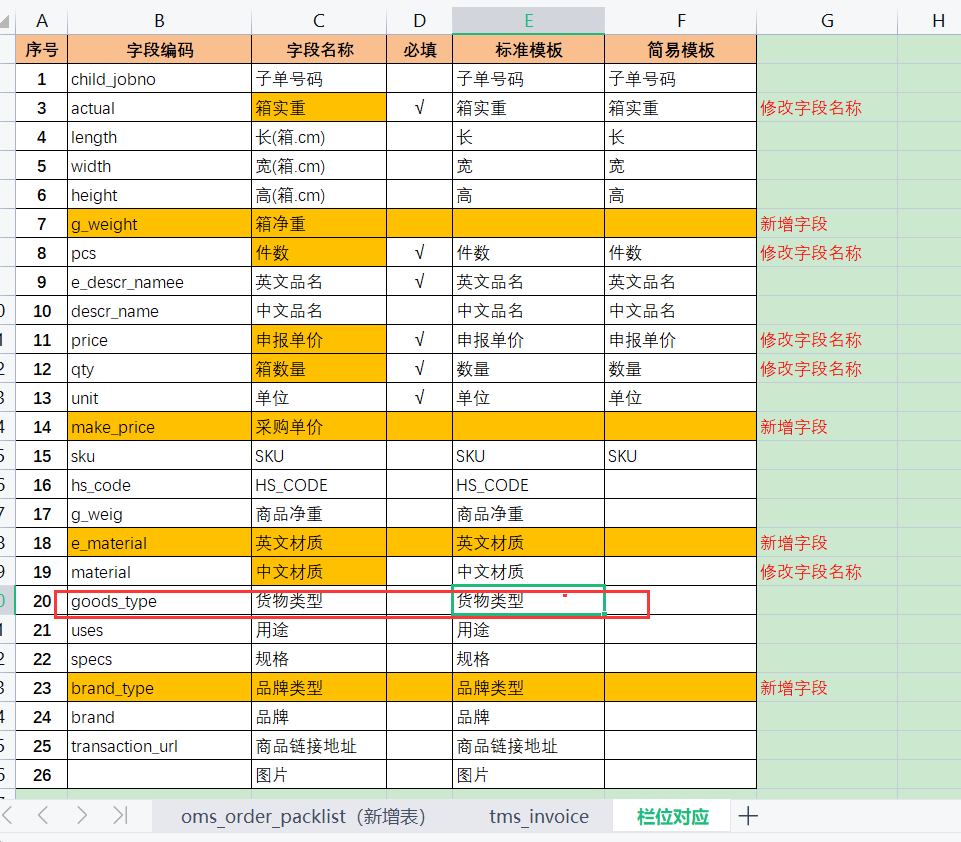 A B C D E F G H
序号 字段编码 字段名称 必填 标准模板 简易模板
1 child_jobno 子单号码 子单号码 子单号码
3 actual 箱实重 √ 箱实重 箱实重 修改字段名称
4 length 长(箱.cm) 长 长
5 width 宽(箱.cm) 宽 宽
6 height 高(箱.cm) 高 高
7 g_weight 箱净重 新增字段
8 pcs 件数 √ 件数 件数 修改字段名称
9 e_descr_namee 英文品名 √ 英文品名 英文品名
10 descr_name 中文品名 中文品名 中文品名
11 price 申报单价 √ 申报单价 申报单价 修改字段名称
12 qty 箱数量 √ 数量 数量 修改字段名称
13 unit 单位 √ 单位 单位
14 make_price 采购单价 新增字段
15 sku SKU SKU SKU
16 hs_code HS_CODE HS_CODE
17 g_weig 商品净重 商品净重
18 e_material 英文材质 英文材质 新增字段
19 material 中文材质 中文材质 修改字段名称
20 goods_type 货物类型 货物类型
21 uses 用途 用途
22 specs 规格 规格
23 brand_type 品牌类型 品牌类型 新增字段
24 brand 品牌 品牌
25 transaction_url 商品链接地址 商品链接地址
26 图片 图片
oms_order_packlist（新增表） tms_invoice 栏位对应